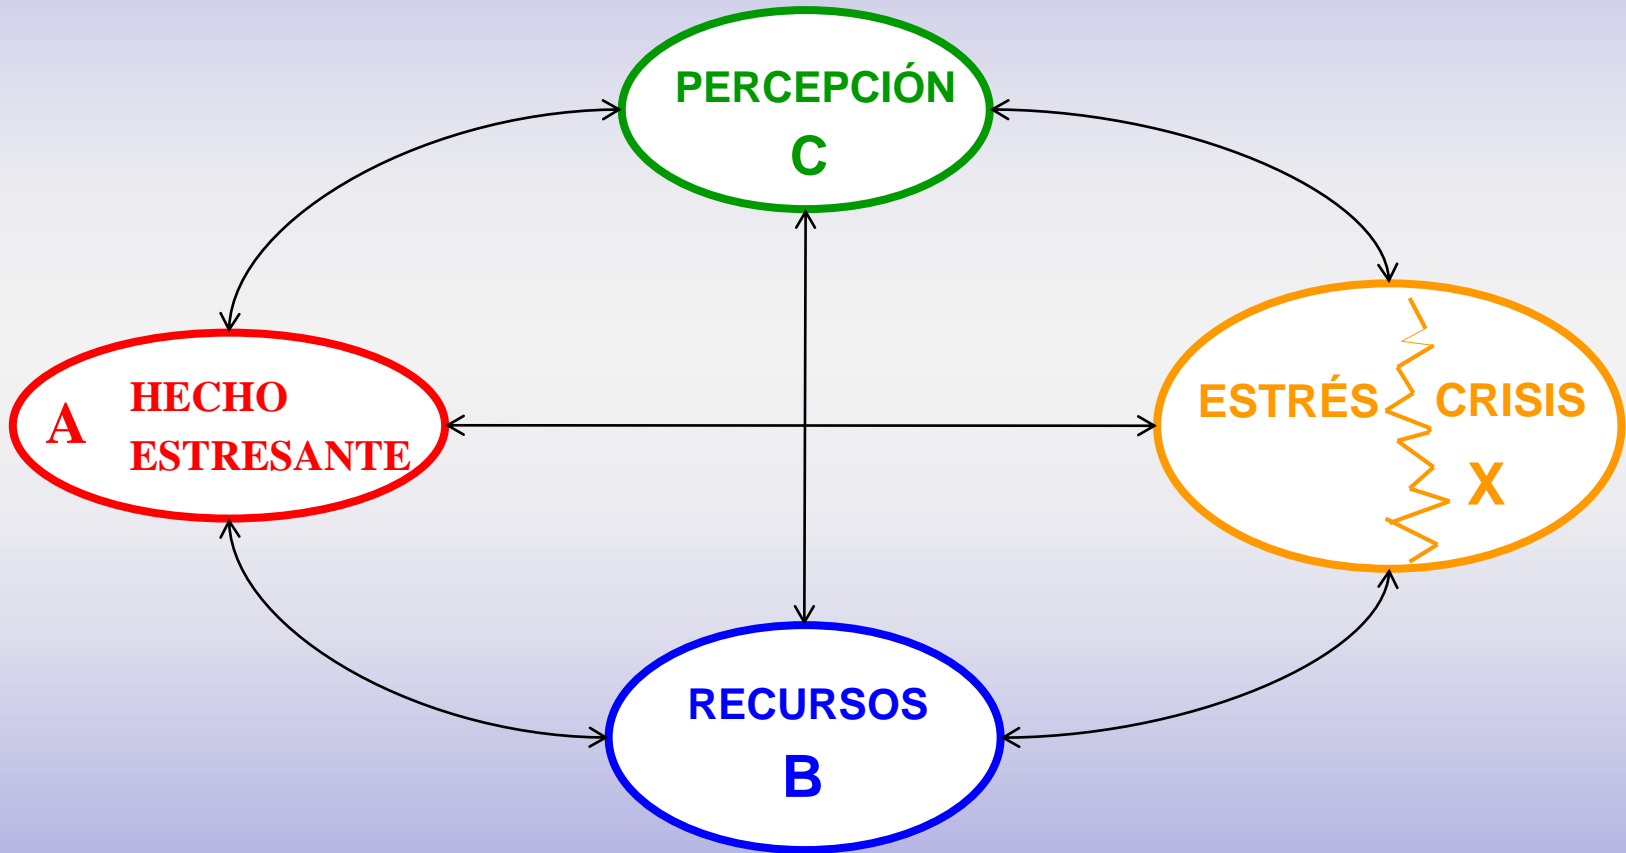 PERCEPCIÓN
C
A
HECHO
ESTRESANTE
ESTRÉS
CRISIS
X
RECURSOS
B